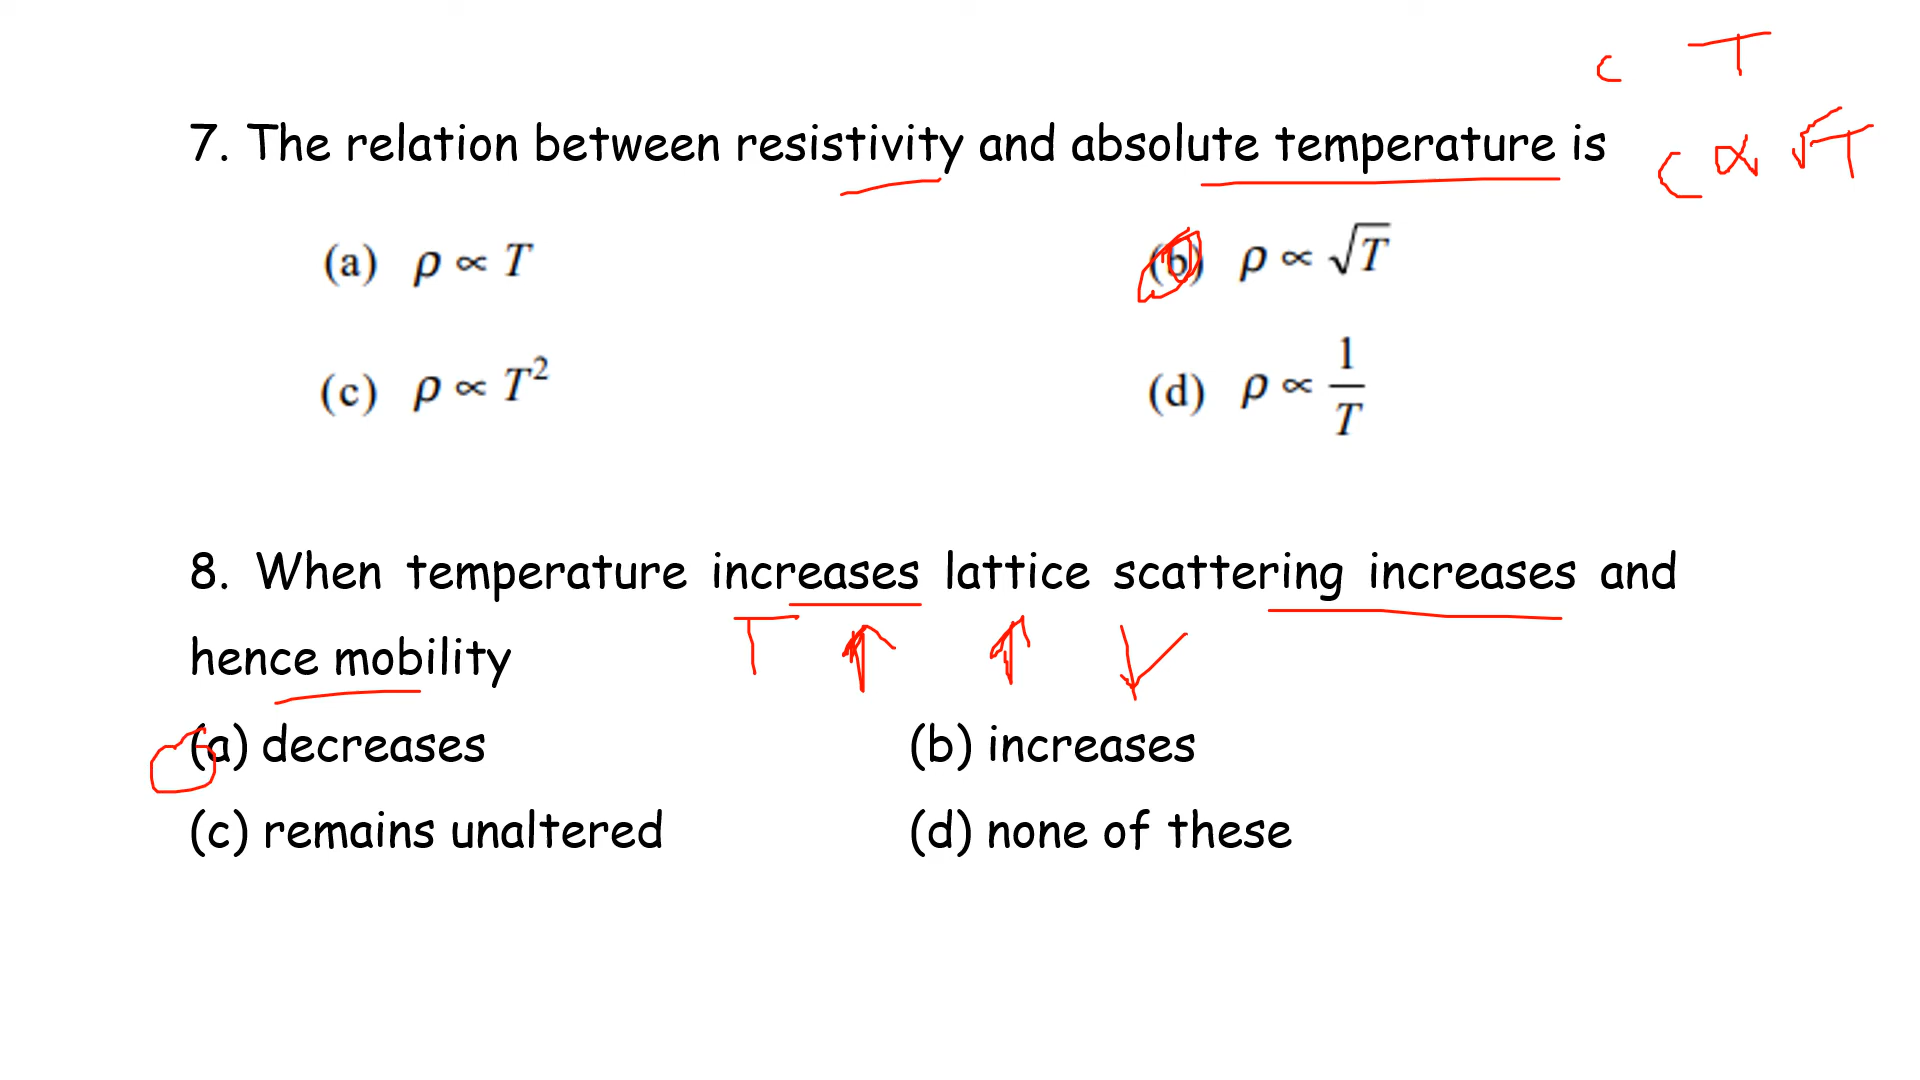 C T
7. The relation between resistivity and absolute temperature is C ∝ √T
(a) ρ ∝ T (b) ρ ∝ √T
(c) ρ ∝ T² (d) ρ ∝ 1/T
8. When temperature increases lattice scattering increases and
hence mobility T ↑ ↑ ↓
(a) decreases (b) increases
(c) remains unaltered (d) none of these